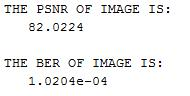 THE PSNR OF IMAGE IS:
82.0224
THE BER OF IMAGE IS:
1.0204e-04